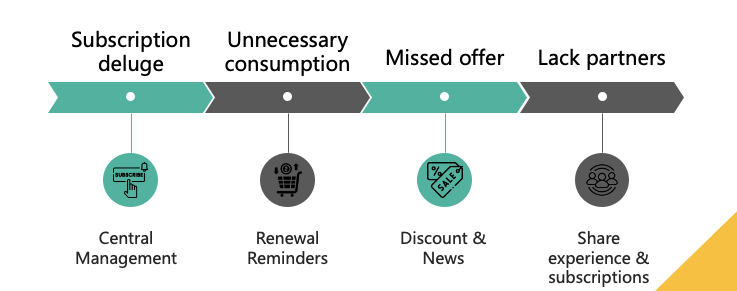 Subscription
deluge
Unnecessary
consumption
Missed offer
Lack partners
SUBSCRIBE
%
SALE
Central
Management
Renewal
Reminders
Discount &
News
Share
experience &
subscriptions